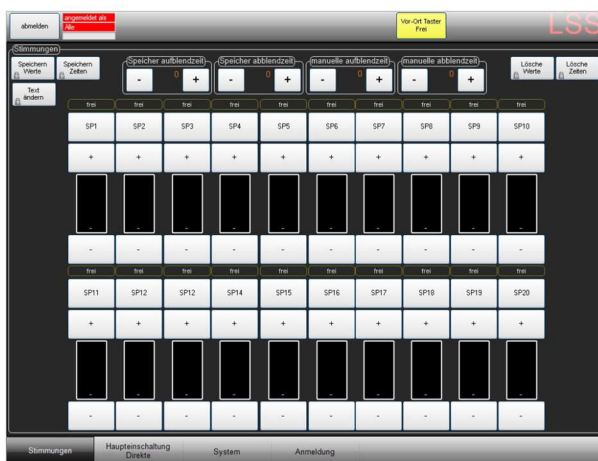 abmelden
angemeldet als
Alle
Vor-Ort Taster
Frei
LSS
Stimmungen
Speichern
Werte
Speichern
Zeiten
Speicher aufblendzeit
Speicher abblendzeit
manuelle aufblendzeit
manuelle abblendzeit
Lösche
Werte
Lösche
Zeiten
- 0 + - 0 + - 0 + - 0 +
Text
ändern
frei frei frei frei frei frei frei frei frei frei
SP1 SP2 SP3 SP4 SP5 SP6 SP7 SP8 SP9 SP10
+ + + + + + + + + +
- - - - - - - - - -
- - - - - - - - - -
frei frei frei frei frei frei frei frei frei frei
SP11 SP12 SP12 SP14 SP15 SP16 SP17 SP18 SP19 SP20
+ + + + + + + + + +
- - - - - - - - - -
- - - - - - - - - -
Stimmungen
Haupteinschaltung
Direkte
System
Anmeldung